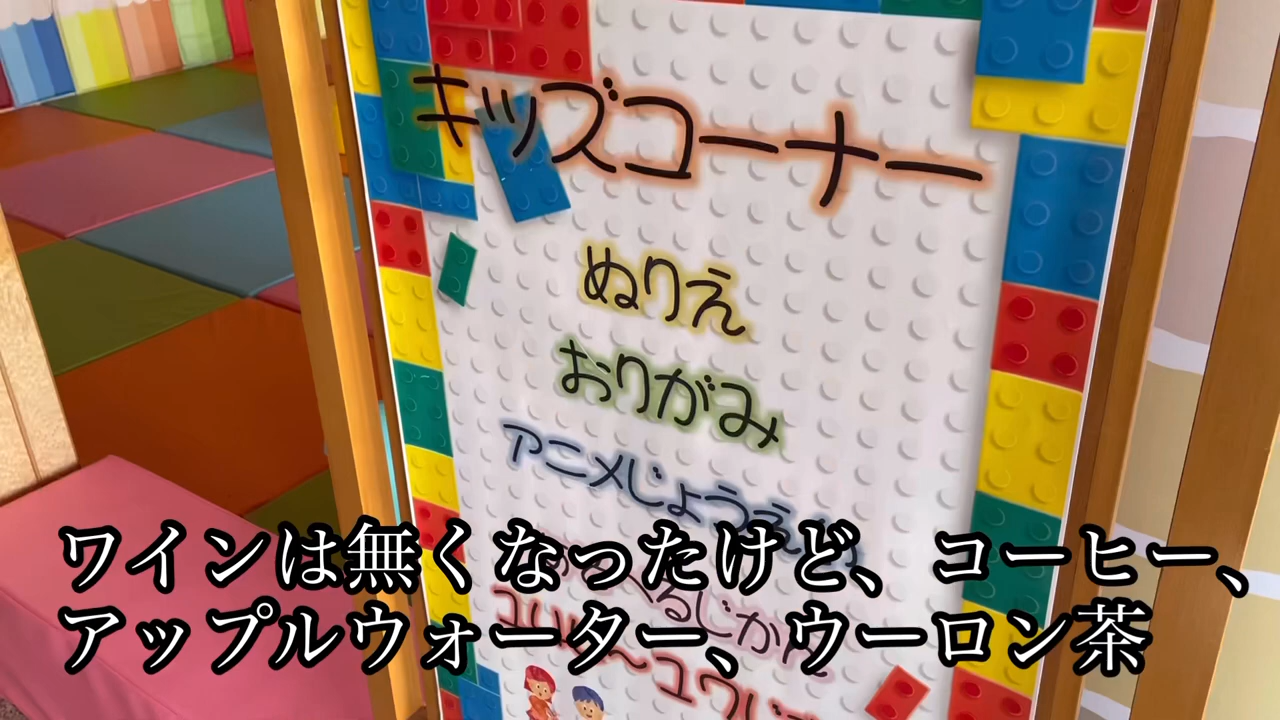 キッズコーナー
ぬりえ
おりがみ
アニメじょうえい
ワインは無くなったけど、コーヒー、
アップルウォーター、ウーロン茶